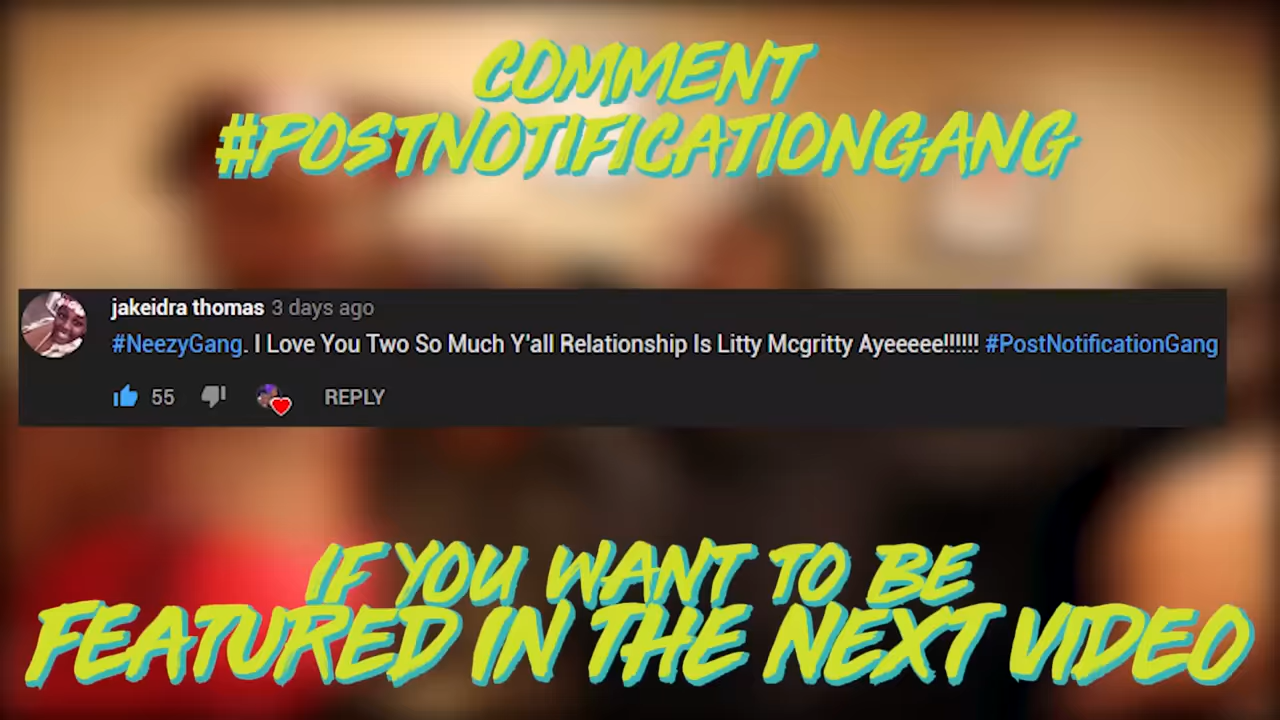 COMMENT
#POSTNOTIFICATIONGANG
jakeidra thomas 3 days ago
#NeezyGang. I Love You Two So Much Y'all Relationship Is Litty Mcgritty Ayeeeee!!!!!! #PostNotificationGang
55 REPLY
IF YOU WANT TO BE
FEATURED IN THE NEXT VIDEO